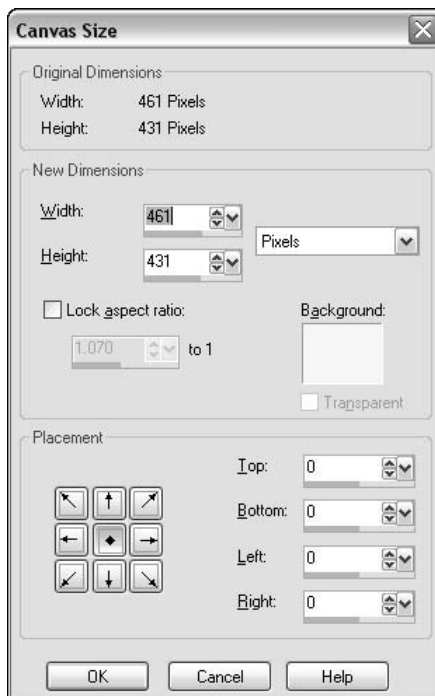 Canvas Size
Original Dimensions
Width: 461 Pixels
Height: 431 Pixels
New Dimensions
Width: 461
Pixels
Height: 431
Lock aspect ratio:
Background:
1.070 to 1
Transparent
Placement
Top: 0
Bottom: 0
Left: 0
Right: 0
OK Cancel Help